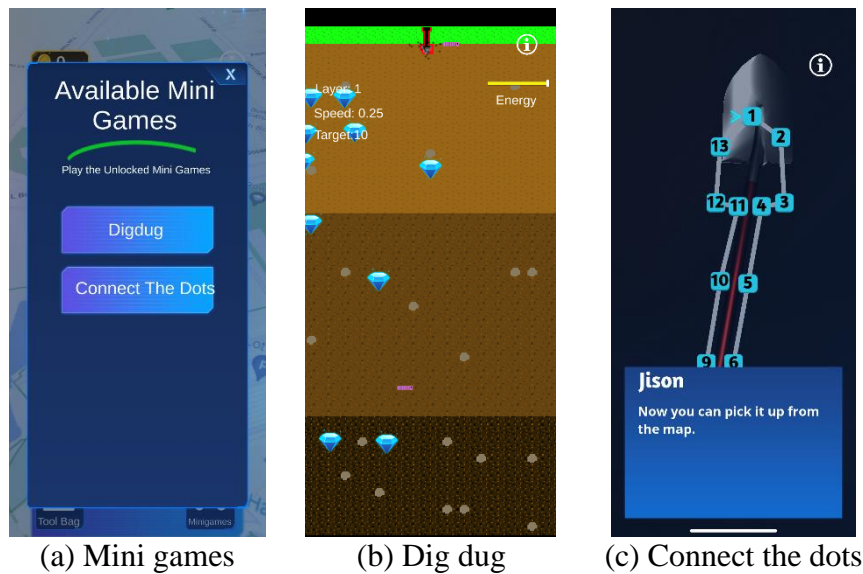 0
X
Available Mini
Games
Play the Unlocked Mini Games
Digdug
Connect The Dots
Tool Bag
Minigames
(a) Mini games
i
Layer: 1
Energy
Speed: 0.25
Target:10
(b) Dig dug
i
1
2
13
12
11
4
3
10
5
9
6
Jison
Now you can pick it up from
the map.
(c) Connect the dots